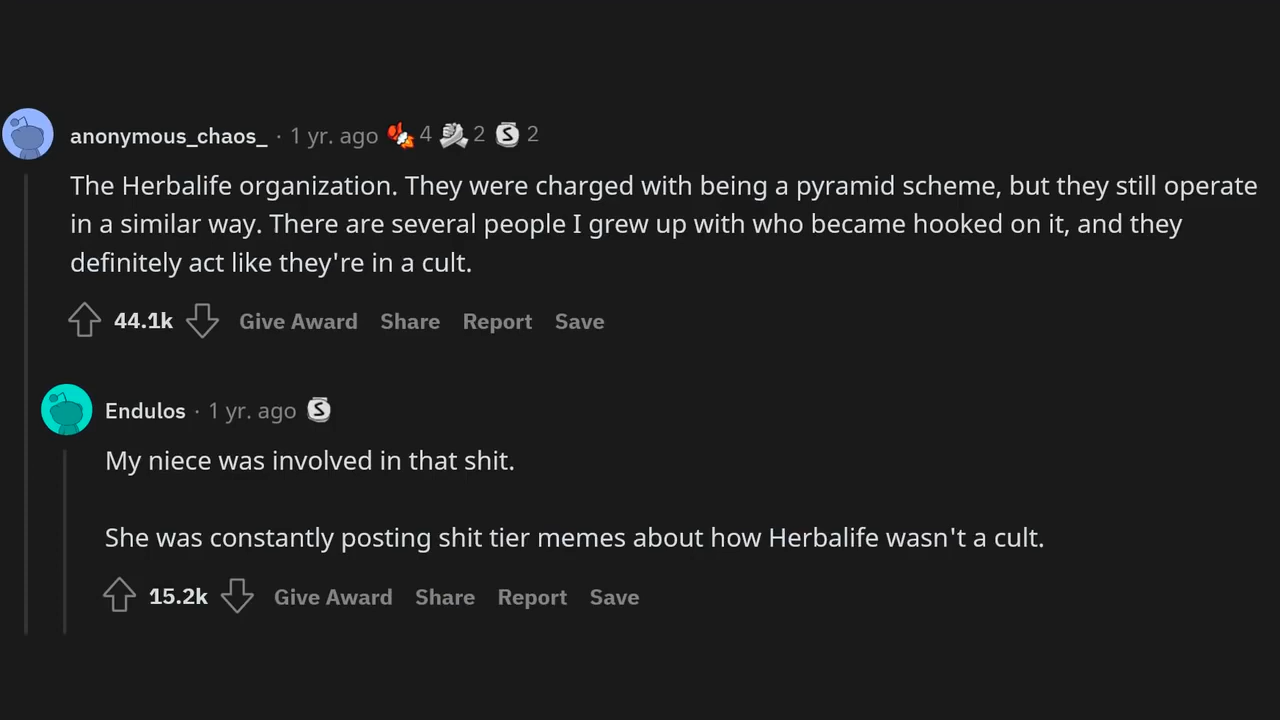 anonymous_chaos_ · 1 yr. ago 4 2 S 2
The Herbalife organization. They were charged with being a pyramid scheme, but they still operate
in a similar way. There are several people I grew up with who became hooked on it, and they
definitely act like they're in a cult.
44.1k Give Award Share Report Save
Endulos · 1 yr. ago S
My niece was involved in that shit.
She was constantly posting shit tier memes about how Herbalife wasn't a cult.
15.2k Give Award Share Report Save